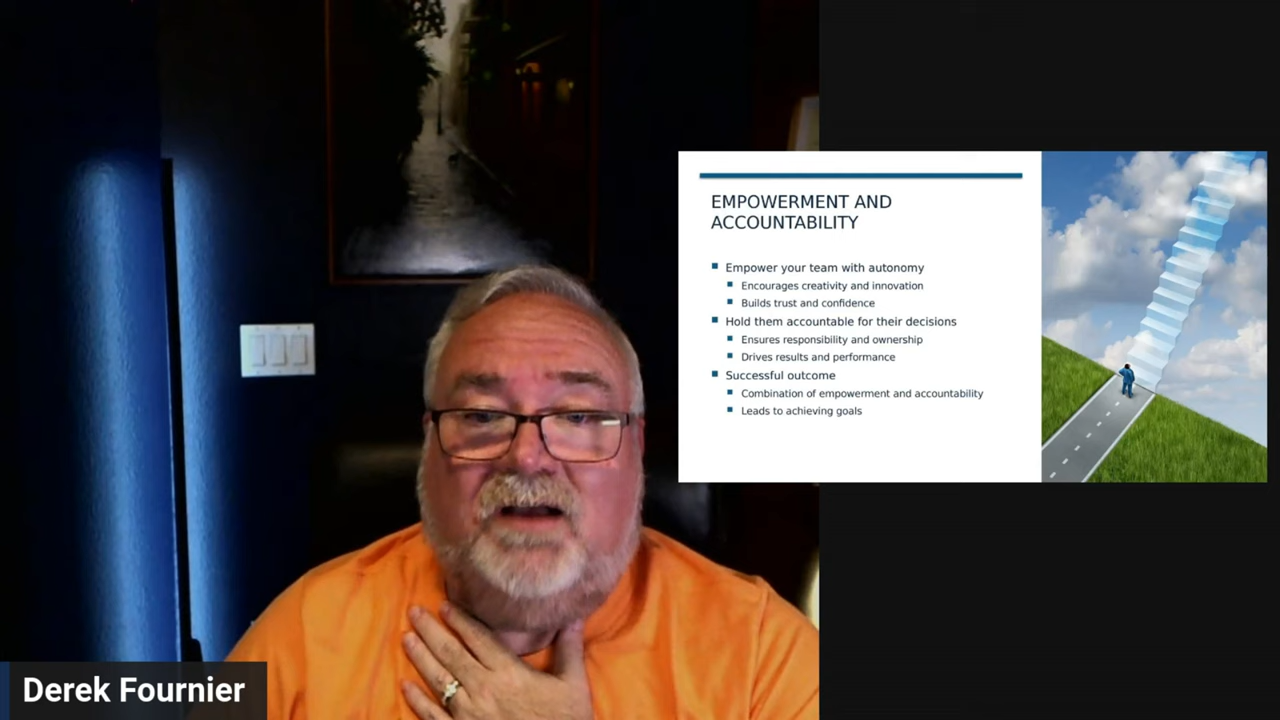 EMPOWERMENT AND
ACCOUNTABILITY
Empower your team with autonomy
Encourages creativity and innovation
Builds trust and confidence
Hold them accountable for their decisions
Ensures responsibility and ownership
Drives results and performance
Successful outcome
Combination of empowerment and accountability
Leads to achieving goals
Derek Fournier